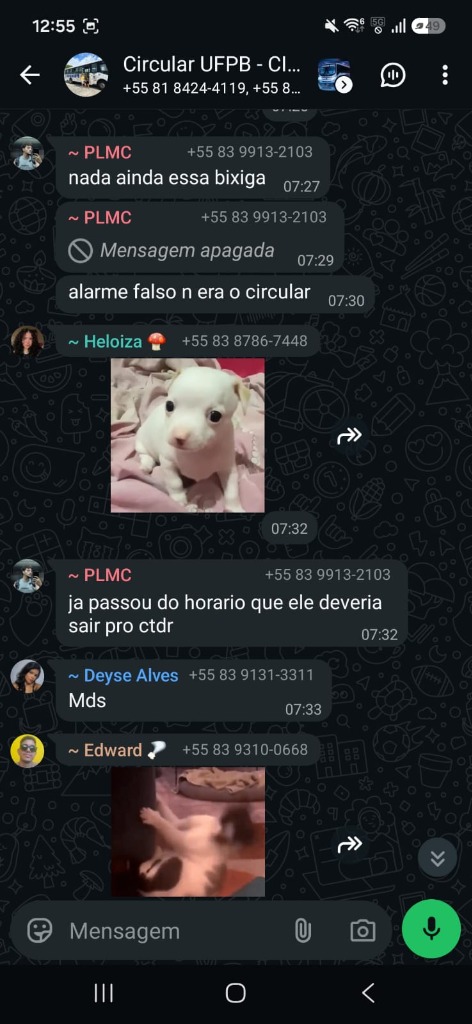 12:55
5G
49
Circular UFPB - CI...
+55 81 8424-4119, +55 8...
~ PLMC +55 83 9913-2103
nada ainda essa bixiga 07:27
~ PLMC +55 83 9913-2103
Mensagem apagada 07:29
alarme falso n era o circular 07:30
~ Heloiza 🍄 +55 83 8786-7448
07:32
~ PLMC +55 83 9913-2103
ja passou do horario que ele deveria
sair pro ctdr
07:32
~ Deyse Alves +55 83 9131-3311
Mds 07:33
~ Edward +55 83 9310-0668
Mensagem